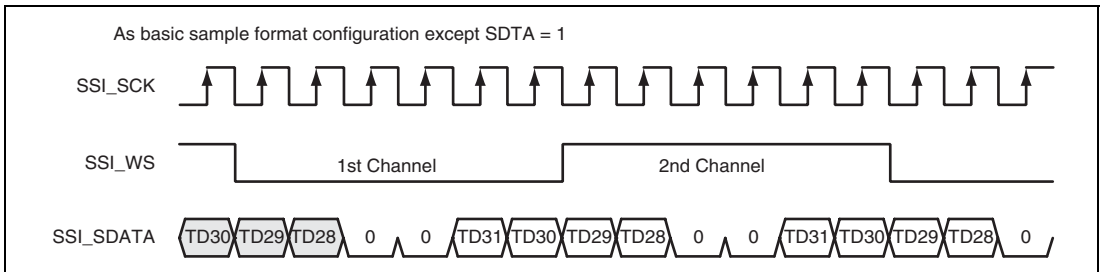 As basic sample format configuration except SDTA = 1
SSI_SCK
SSI_WS 1st Channel 2nd Channel
SSI_SDATA TD30 TD29 TD28 0 0 TD31 TD30 TD29 TD28 0 0 TD31 TD30 TD29 TD28 0